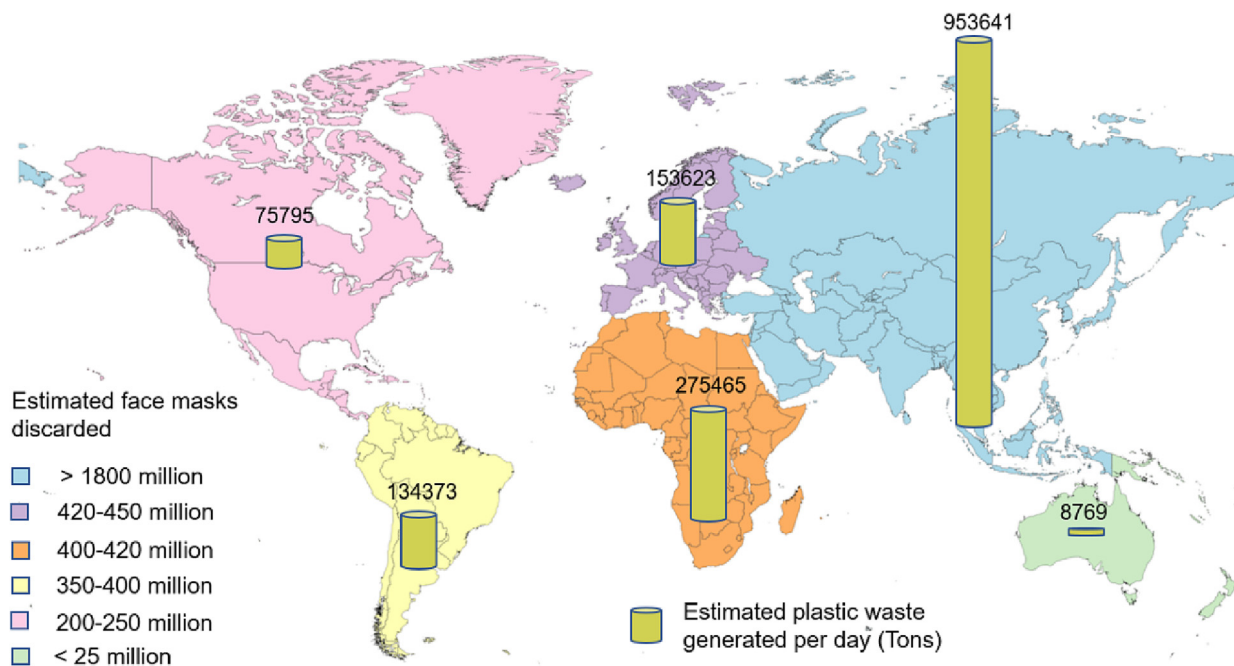 953641
153623
75795
275465
134373
8769
Estimated face masks
discarded
> 1800 million
420-450 million
400-420 million
350-400 million
200-250 million
< 25 million
Estimated plastic waste
generated per day (Tons)